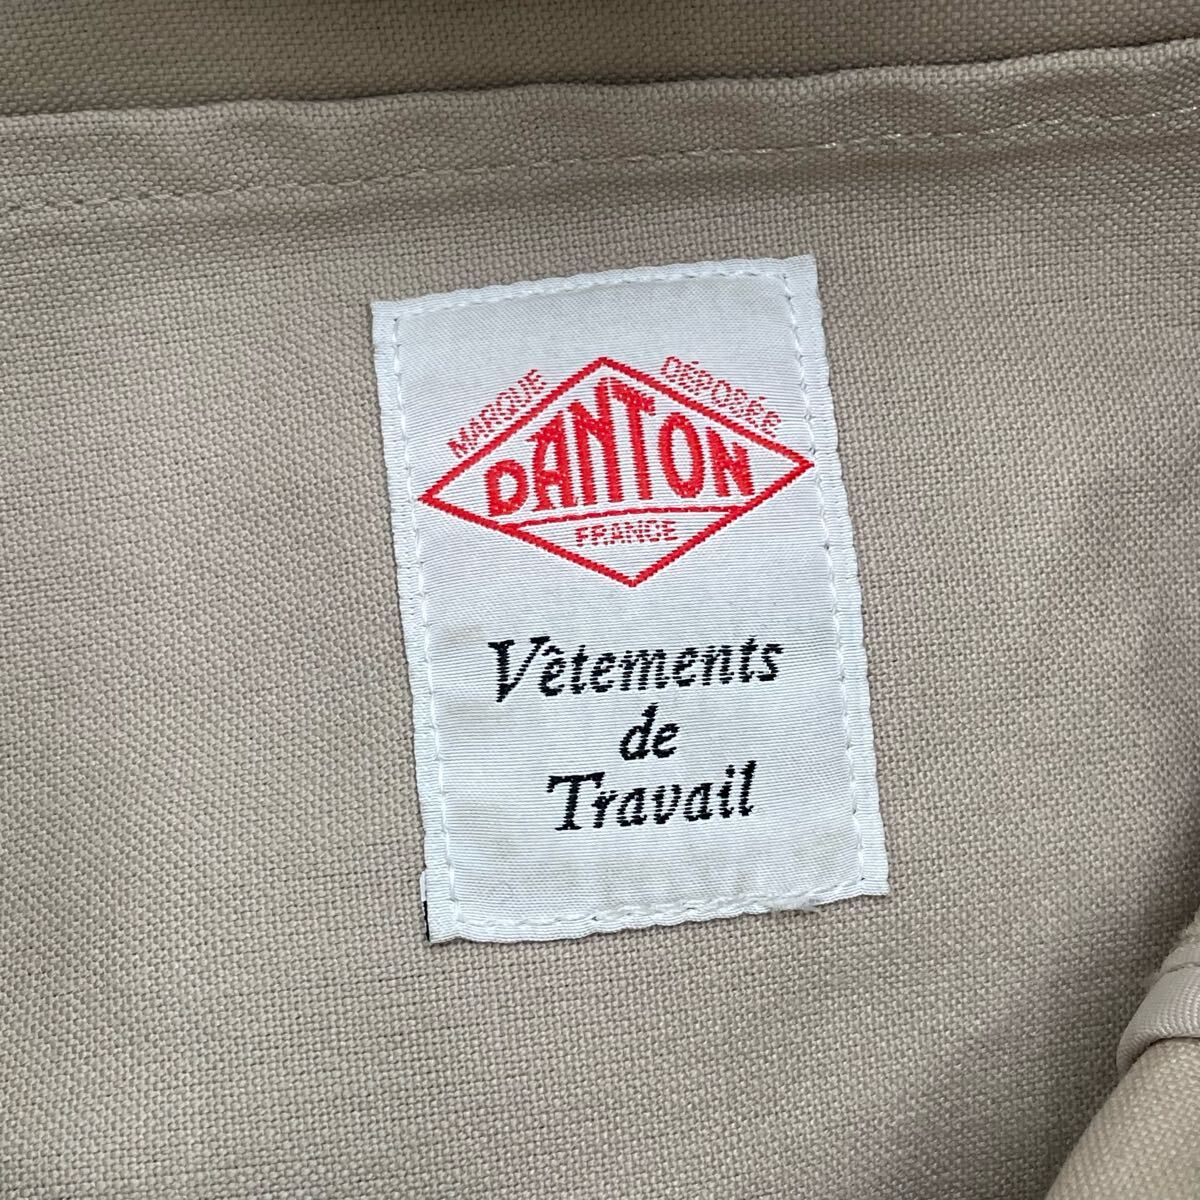 MARQUE DÉPOSÉE
DANTON
FRANCE
Vêtements
de
Travail